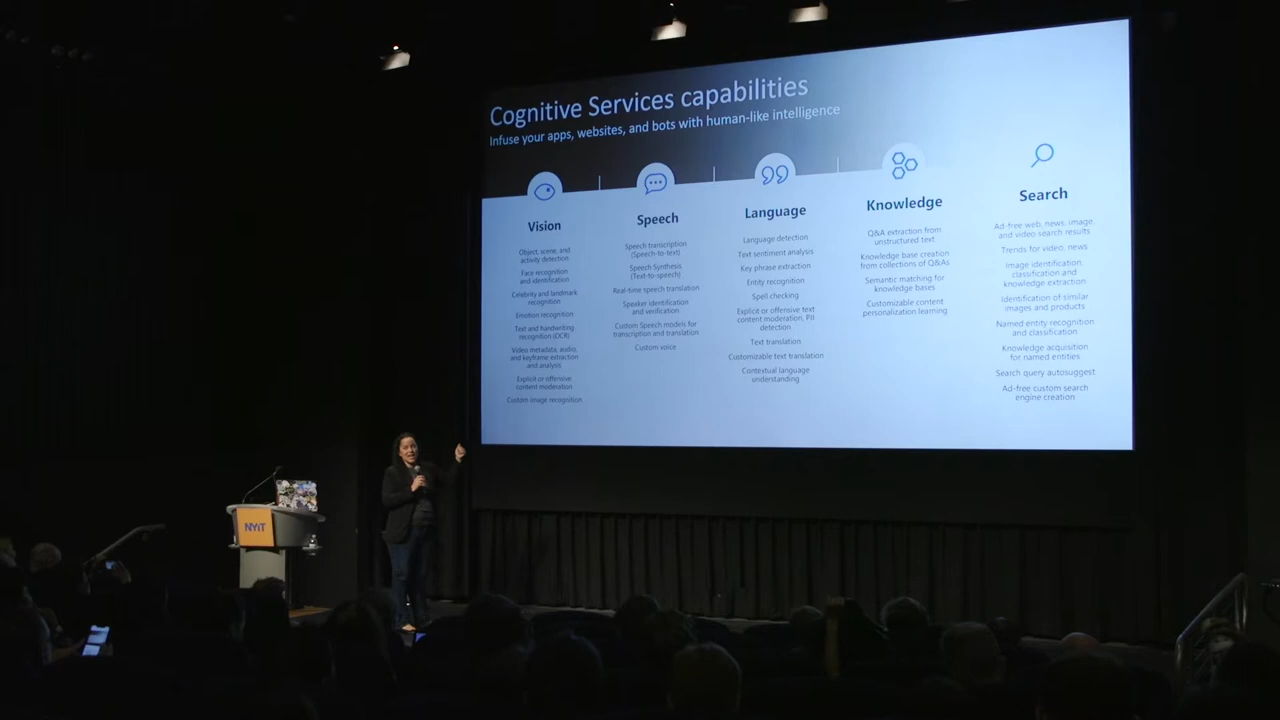 Cognitive Services capabilities
Infuse your apps, websites, and bots with human-like intelligence
Vision
Object, scene, and
activity detection
Face recognition
and identification
Celebrity and landmark
recognition
Emotion recognition
Text and handwriting
recognition (OCR)
Video metadata, audio,
and keyframe extraction
and analysis
Explicit or offensive
content moderation
Custom image recognition
Speech
Speech transcription
(Speech-to-text)
Speech Synthesis
(Text-to-speech)
Real-time speech translation
Speaker identification
and verification
Custom Speech models for
transcription and translation
Custom voice
Language
Language detection
Text sentiment analysis
Key phrase extraction
Entity recognition
Spell checking
Explicit or offensive text
content moderation, PII
detection
Text translation
Customizable text translation
Contextual language
understanding
Knowledge
Q&A extraction from
unstructured text
Knowledge base creation
from collections of Q&As
Semantic matching for
knowledge bases
Customizable content
personalization learning
Search
Ad-free web, news, image,
and video search results
Trends for video, news
Image identification,
classification and
knowledge extraction
Identification of similar
images and products
Named entity recognition
and classification
Knowledge acquisition
for named entities
Search query autosuggest
Ad-free custom search
engine creation
NYiT